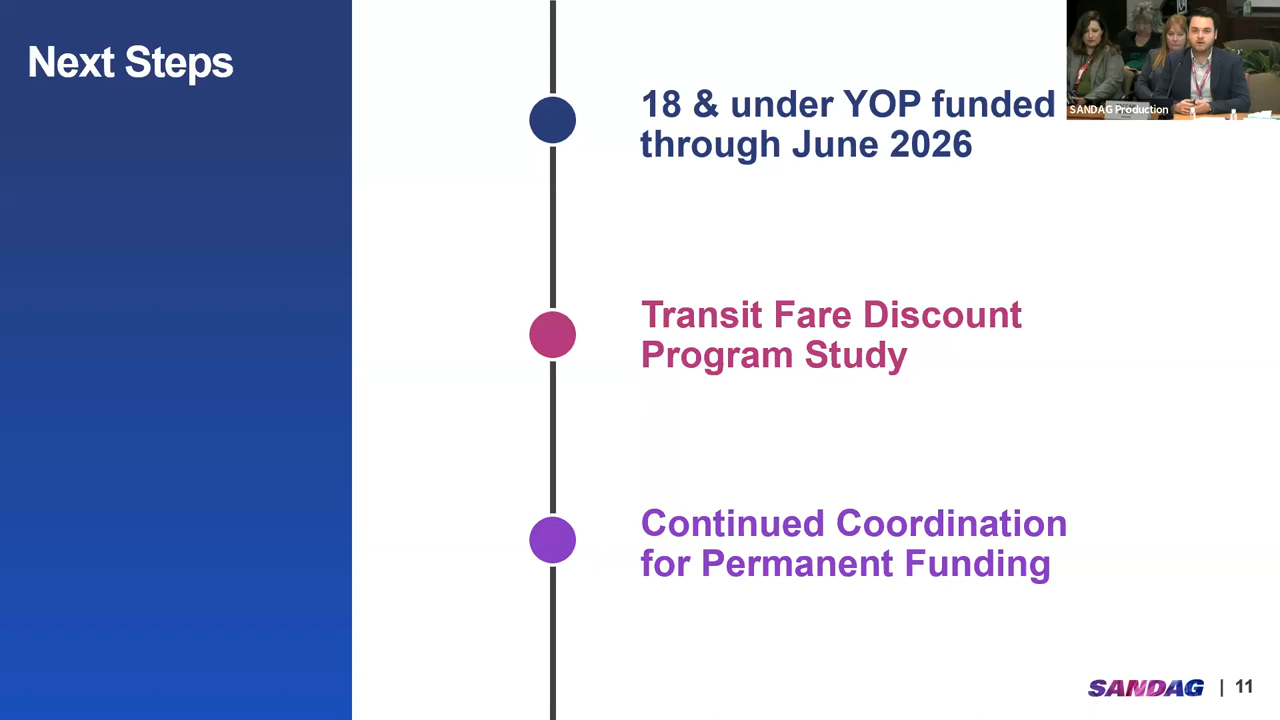 Next Steps
18 & under YOP funded
through June 2026
SANDAG Production
Transit Fare Discount
Program Study
Continued Coordination
for Permanent Funding
SANDAG | 11